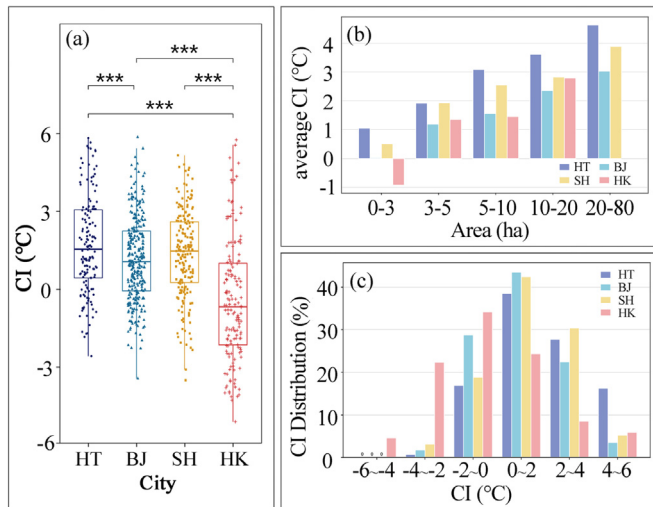 (a)
***
*** ***
***
6
3
0
-3
-6
CI (°C)
HT BJ SH HK
City
(b)
average CI (°C)
4
3
2
1
0
-1
HT BJ
SH HK
0-3 3-5 5-10 10-20 20-80
Area (ha)
(c)
CI Distribution (%)
40
30
20
10
0
HT
BJ
SH
HK
0 0 0
-6~-4 -4~-2 -2~0 0~2 2~4 4~6
CI (°C)